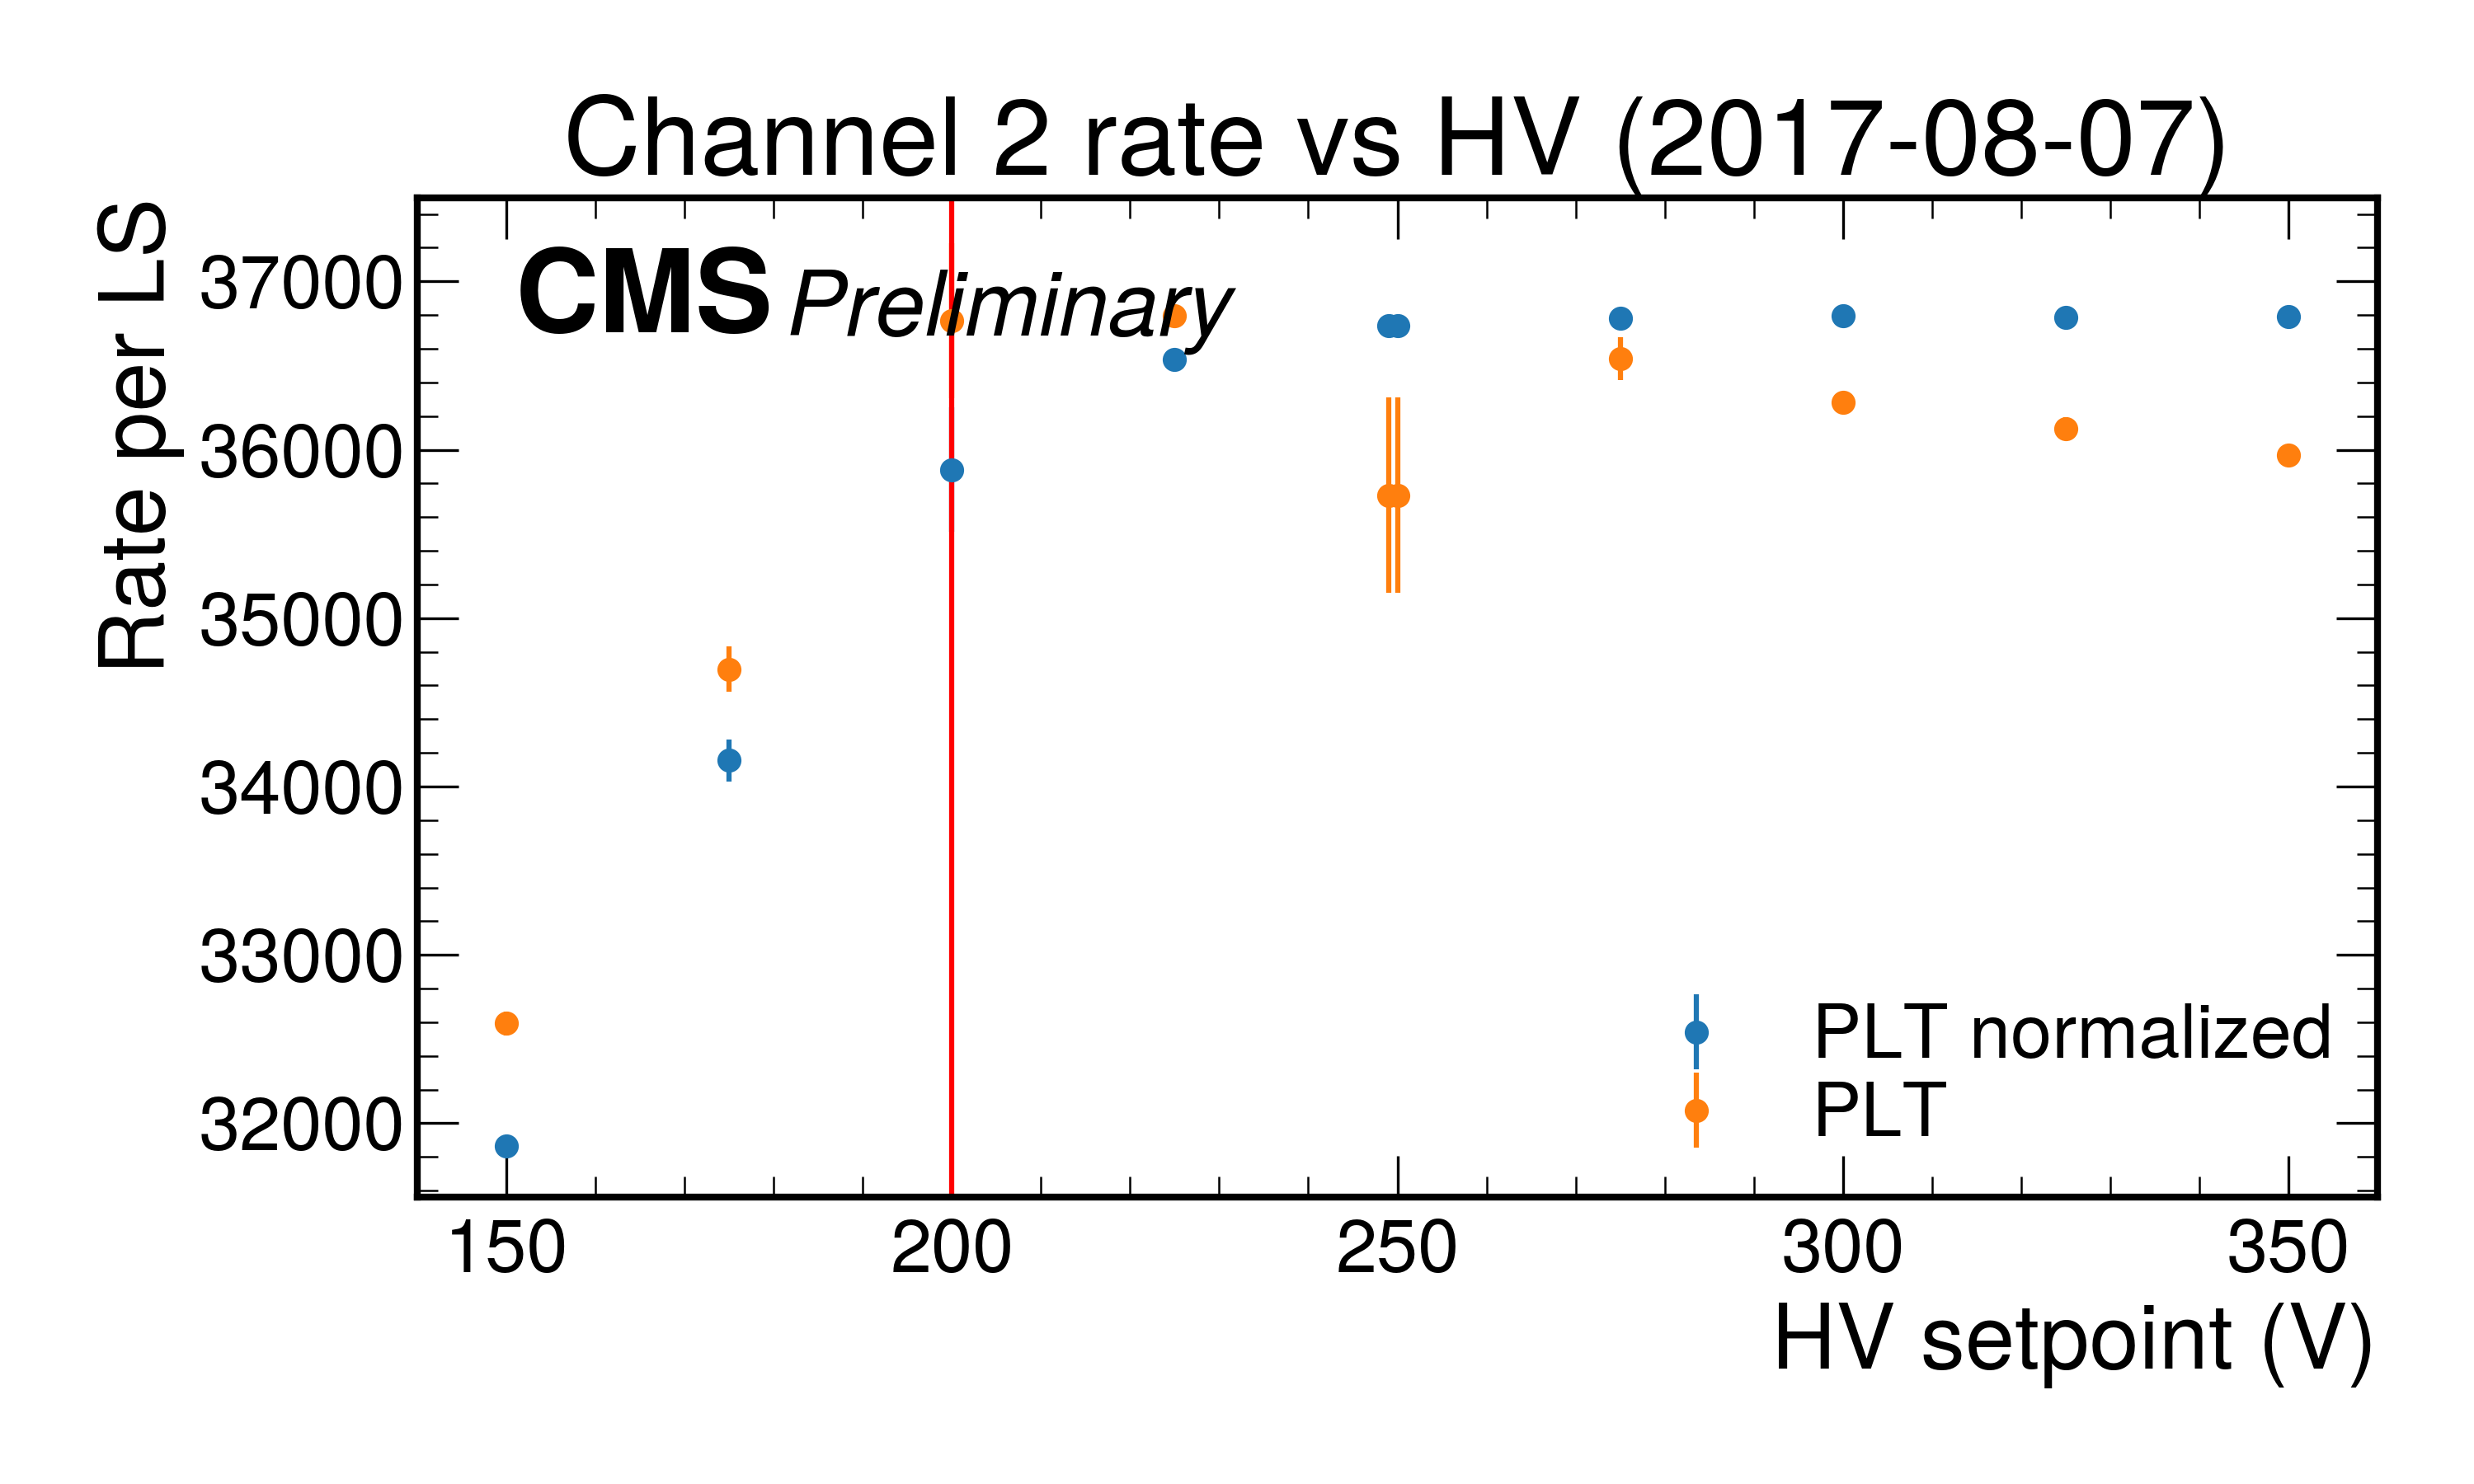 Channel 2 rate vs HV (2017-08-07)
CMS Preliminary
Rate per LS
37000
36000
35000
34000
33000
32000
PLT normalized
PLT
150 200 250 300 350
HV setpoint (V)